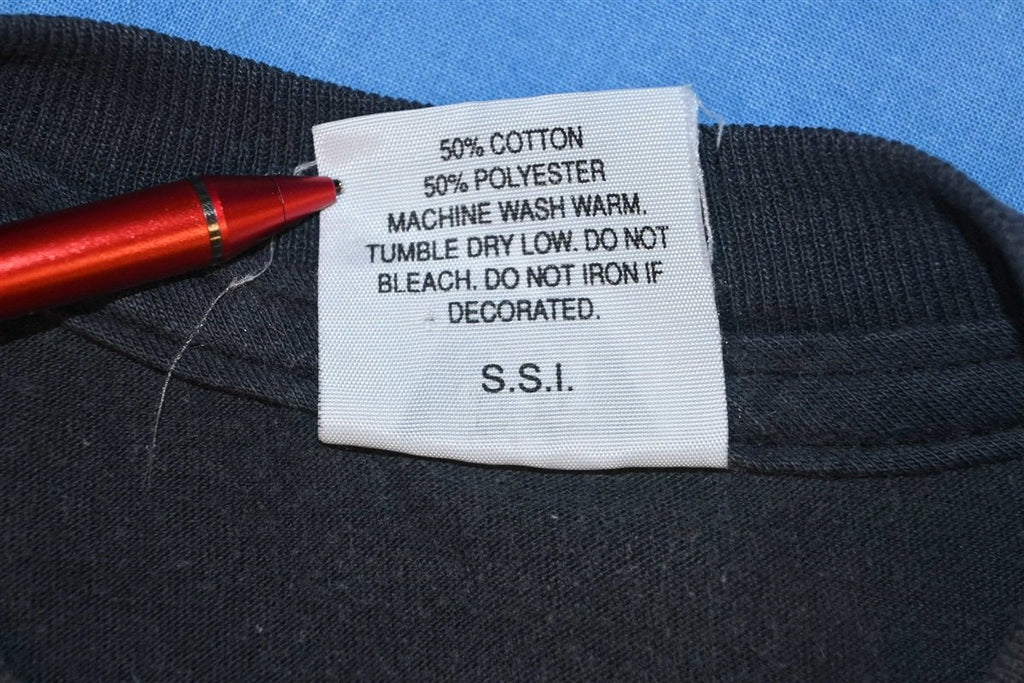 50% COTTON
50% POLYESTER
MACHINE WASH WARM.
TUMBLE DRY LOW. DO NOT
BLEACH. DO NOT IRON IF
DECORATED.
S.S.I.